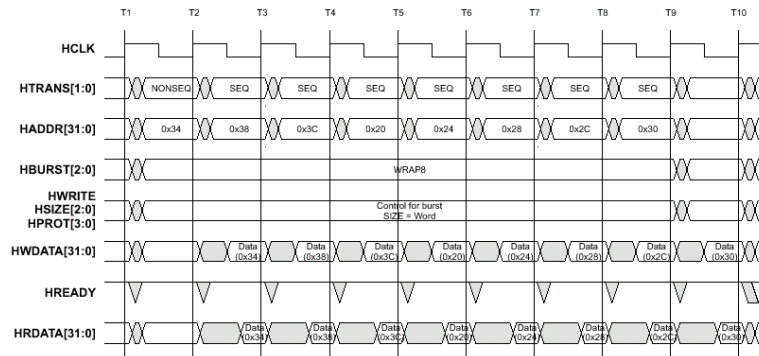 T1 T2 T3 T4 T5 T6 T7 T8 T9 T10
HCLK
HTRANS[1:0] NONSEQ SEQ SEQ SEQ SEQ SEQ SEQ SEQ
HADDR[31:0] 0x34 0x38 0x3C 0x20 0x24 0x28 0x2C 0x30
HBURST[2:0] WRAP8
HWRITE
HSIZE[2:0]
HPROT[3:0]
Control for burst
SIZE = Word
HWDATA[31:0] Data Data Data Data Data Data Data Data
(0x34) (0x38) (0x3C) (0x20) (0x24) (0x28) (0x2C) (0x30)
HREADY
HRDATA[31:0] Data Data Data Data Data Data Data Data
(0x34) (0x38) (0x3C) (0x20) (0x24) (0x28) (0x2C) (0x30)